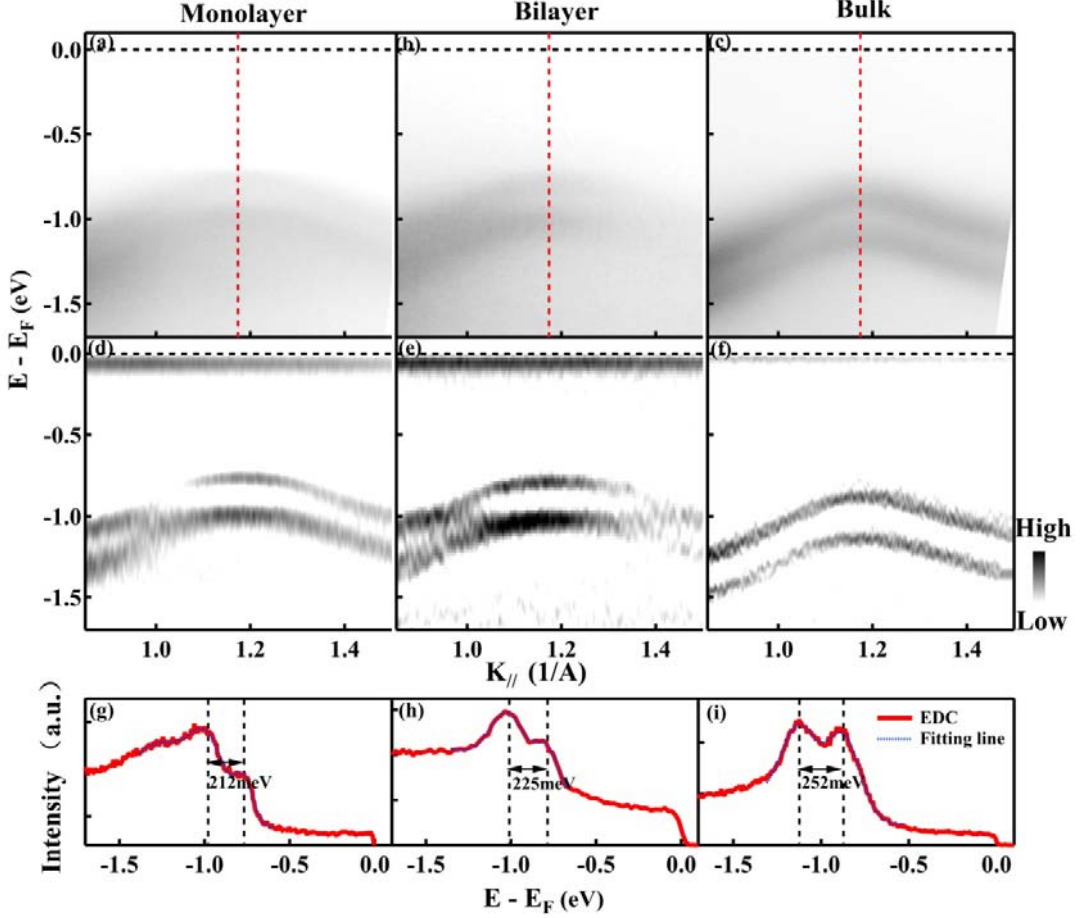 Monolayer Bilayer Bulk
(a) (b) (c)
0.0
-0.5
-1.0
-1.5
E - E_F (eV)
(d) (e) (f)
0.0
-0.5
-1.0
-1.5
High
Low
1.0 1.2 1.4 1.0 1.2 1.4 1.0 1.2 1.4
K_// (1/A)
Intensity (a.u.)
(g) (h) (i)
EDC
Fitting line
212meV 225meV 252meV
-1.5 -1.0 -0.5 0.0 -1.5 -1.0 -0.5 0.0 -1.5 -1.0 -0.5 0.0
E - E_F (eV)